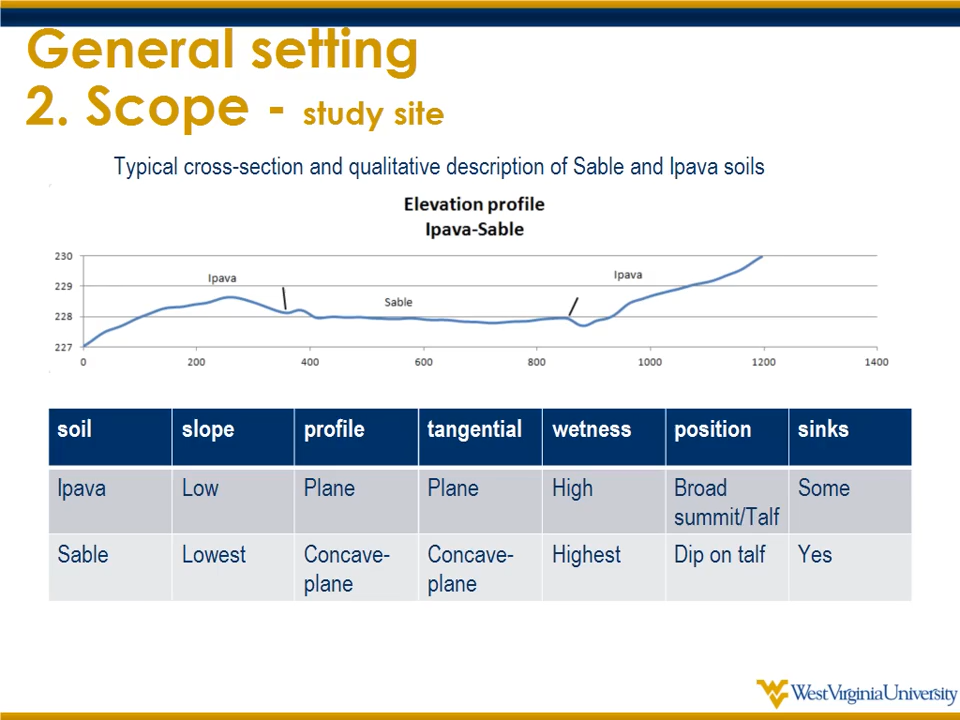 General setting
2. Scope - study site
Typical cross-section and qualitative description of Sable and Ipava soils
Elevation profile
Ipava-Sable
230
229
228
227
Ipava
Sable
Ipava
0 200 400 600 800 1000 1200 1400
soil slope profile tangential wetness position sinks
Ipava Low Plane Plane High Broad summit/Talf Some
Sable Lowest Concave-plane Concave-plane Highest Dip on talf Yes
WestVirginiaUniversity